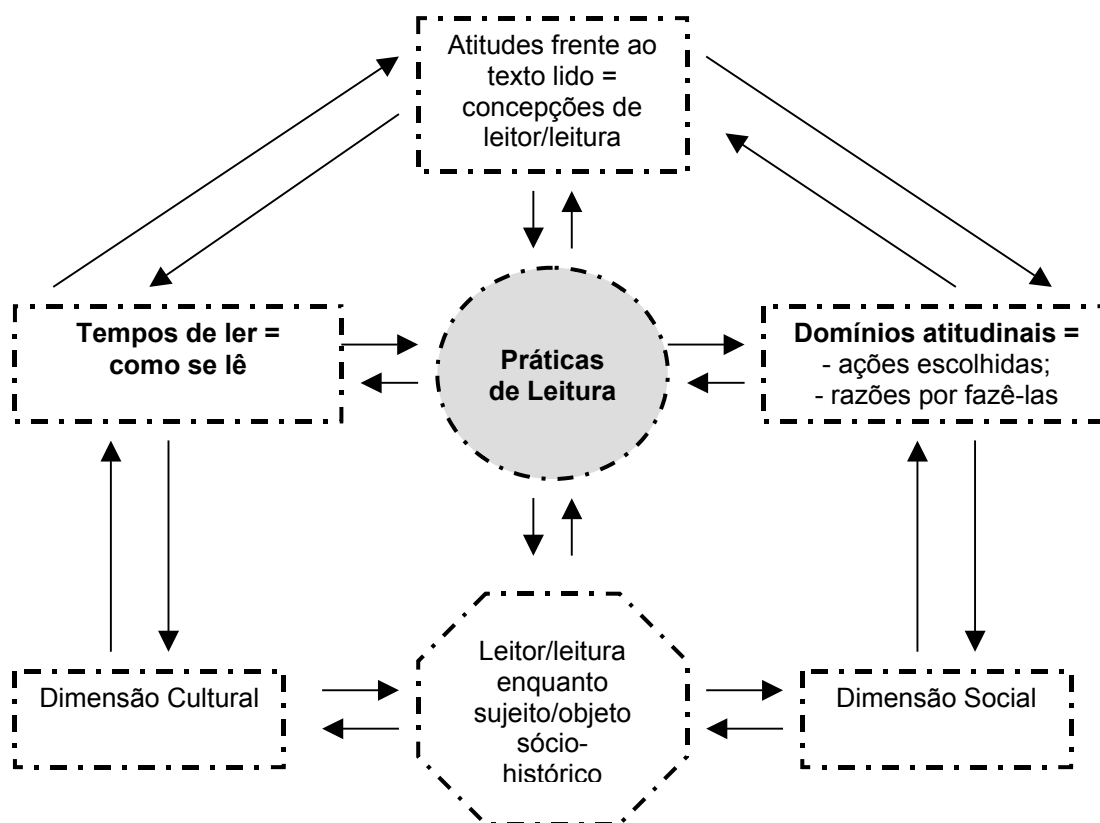 Atitudes frente ao
texto lido =
concepções de
leitor/leitura
Tempos de ler =
como se lê
Práticas
de Leitura
Domínios atitudinais =
- ações escolhidas;
- razões por fazê-las
Dimensão Cultural
Leitor/leitura
enquanto
sujeito/objeto
sócio-
histórico
Dimensão Social